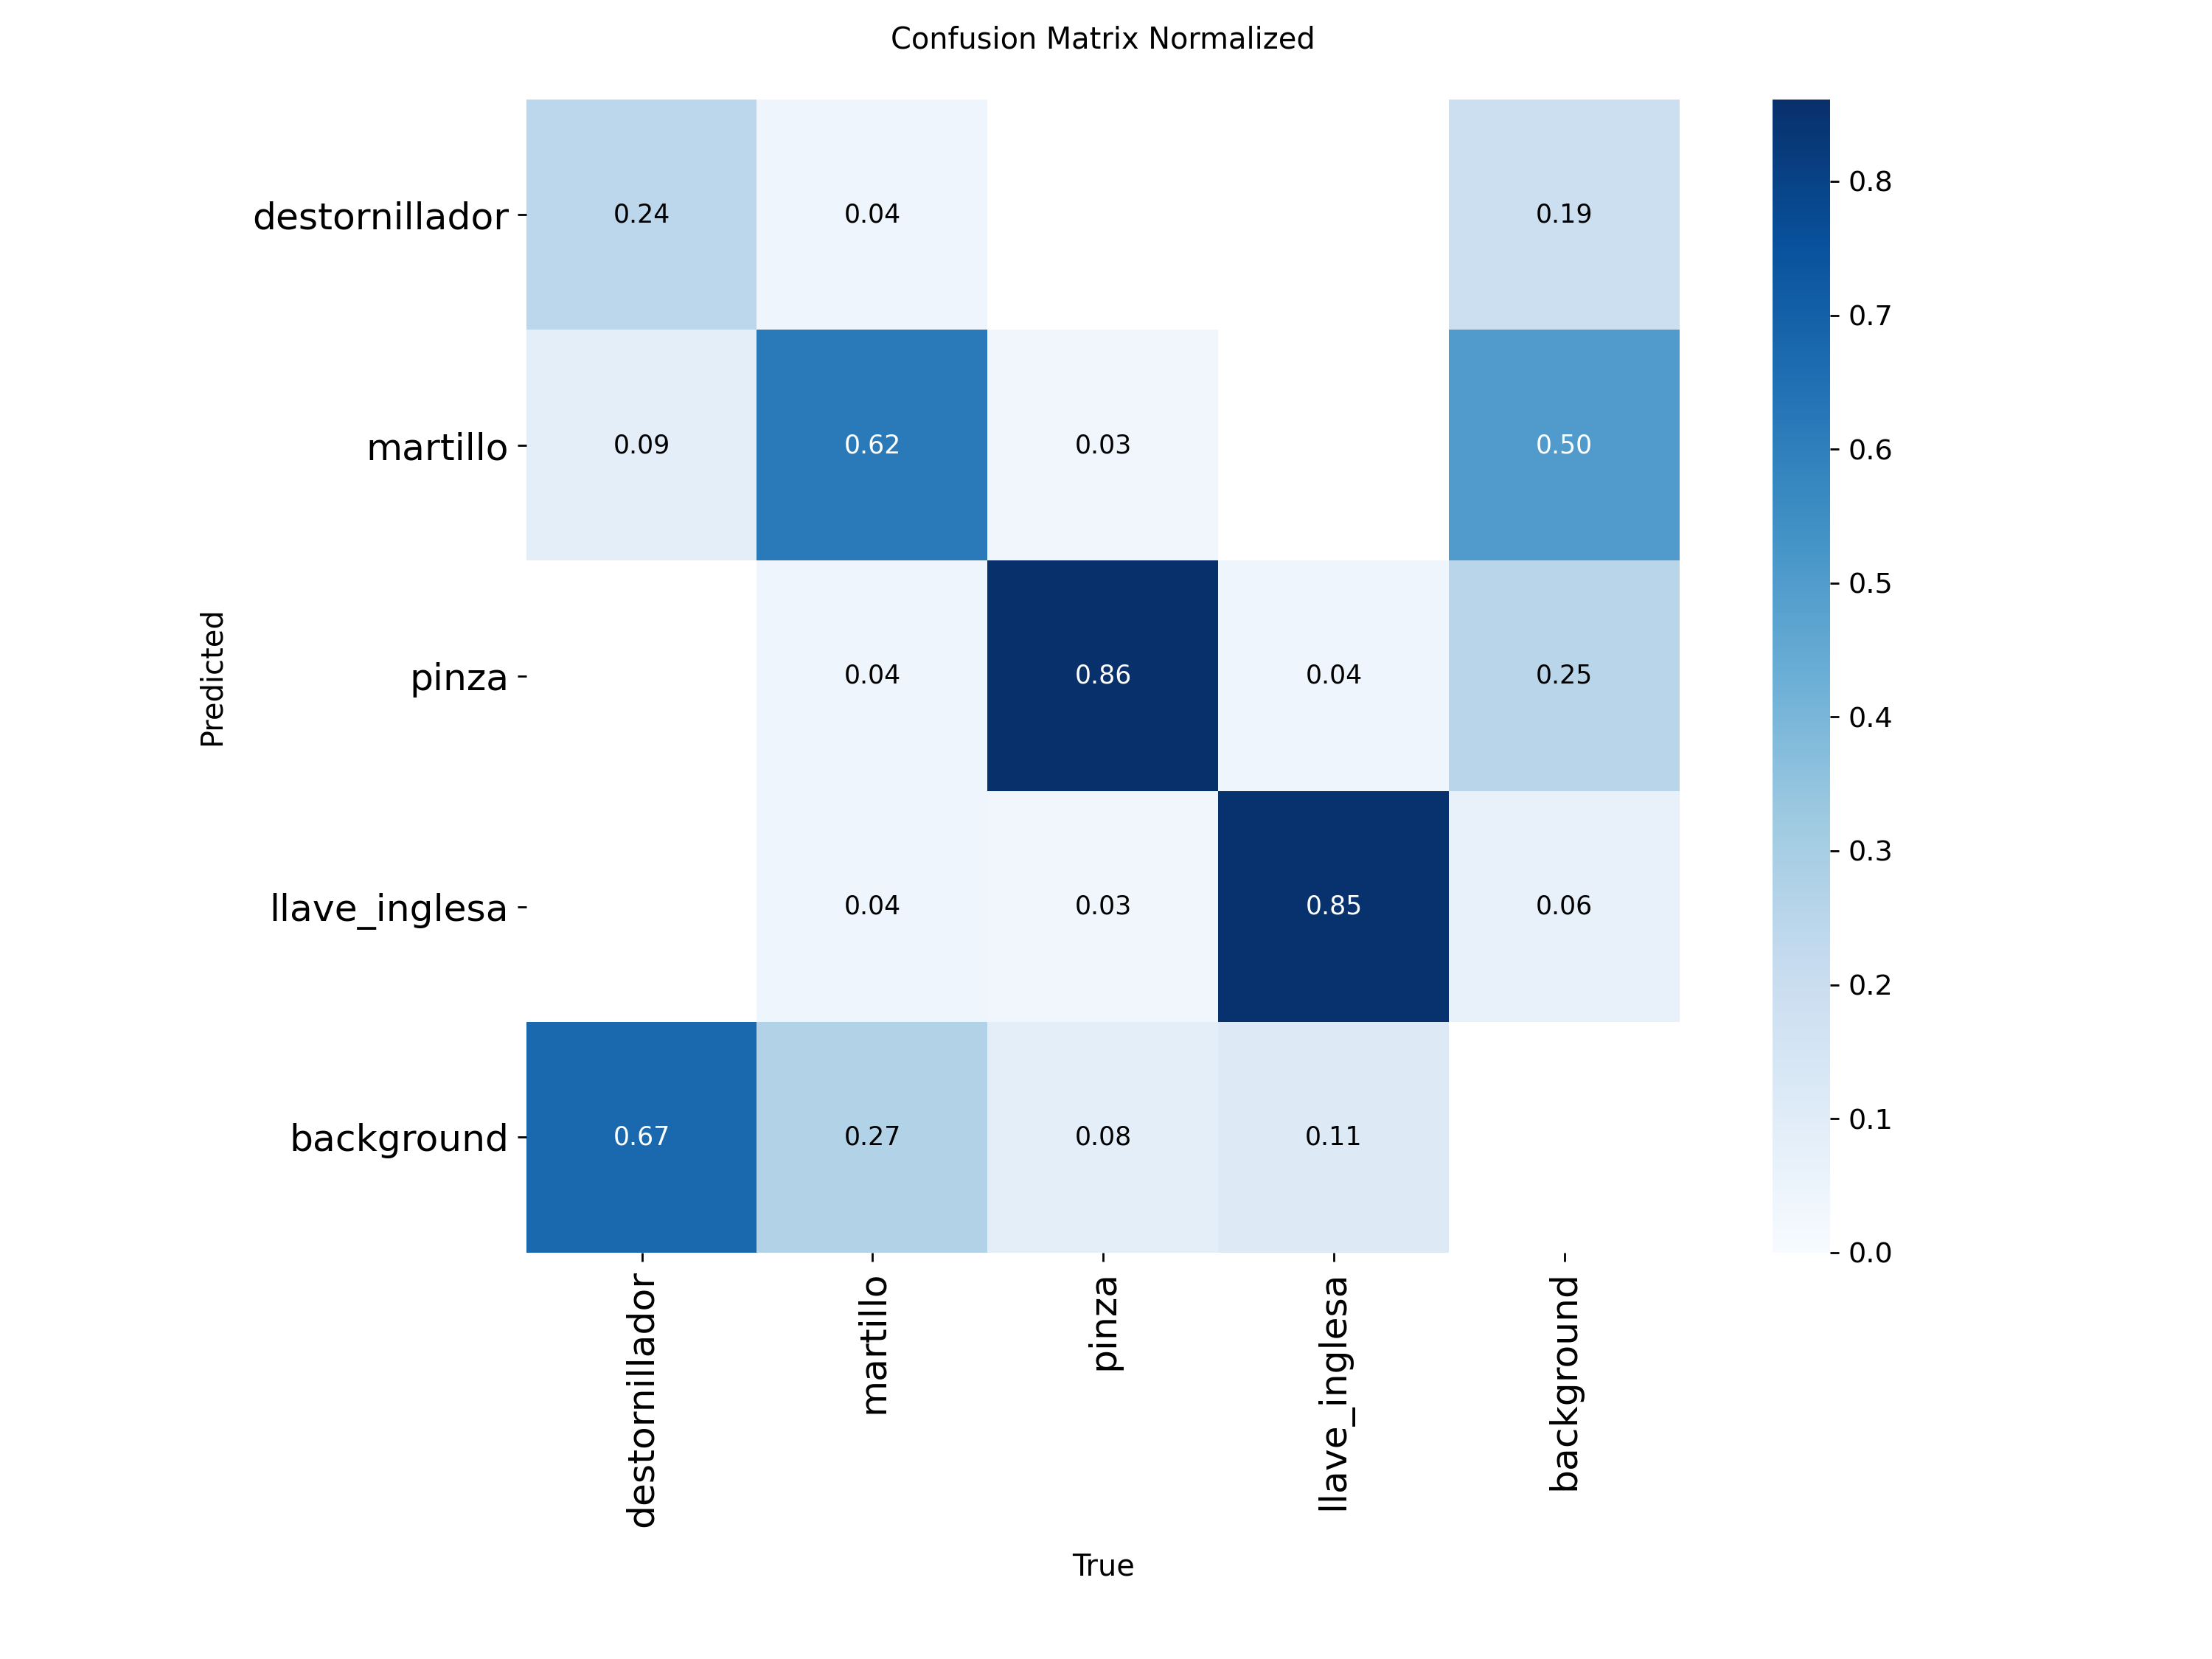 Confusion Matrix Normalized
destornillador 0.24 0.04 0.19
martillo 0.09 0.62 0.03 0.50
pinza 0.04 0.86 0.04 0.25
llave_inglesa 0.04 0.03 0.85 0.06
background 0.67 0.27 0.08 0.11
Predicted
destornillador
martillo
pinza
llave_inglesa
background
True
0.8
0.7
0.6
0.5
0.4
0.3
0.2
0.1
0.0